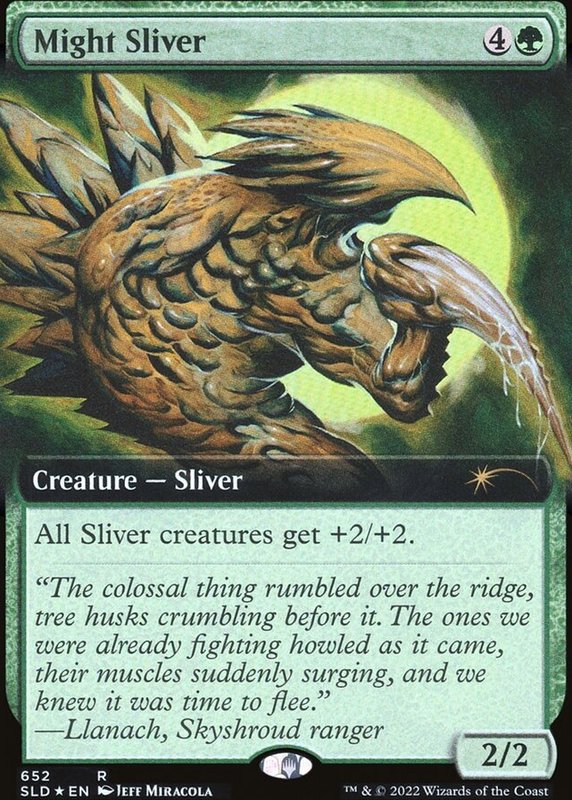 Might Sliver 4
Creature — Sliver
All Sliver creatures get +2/+2.
“The colossal thing rumbled over the ridge,
tree husks crumbling before it. The ones we
were already fighting howled as it came,
their muscles suddenly surging, and we
knew it was time to flee.”
—Llanach, Skyshroud ranger
2/2
652 R
SLD ★ EN Jeff Miracola ™ & © 2022 Wizards of the Coast